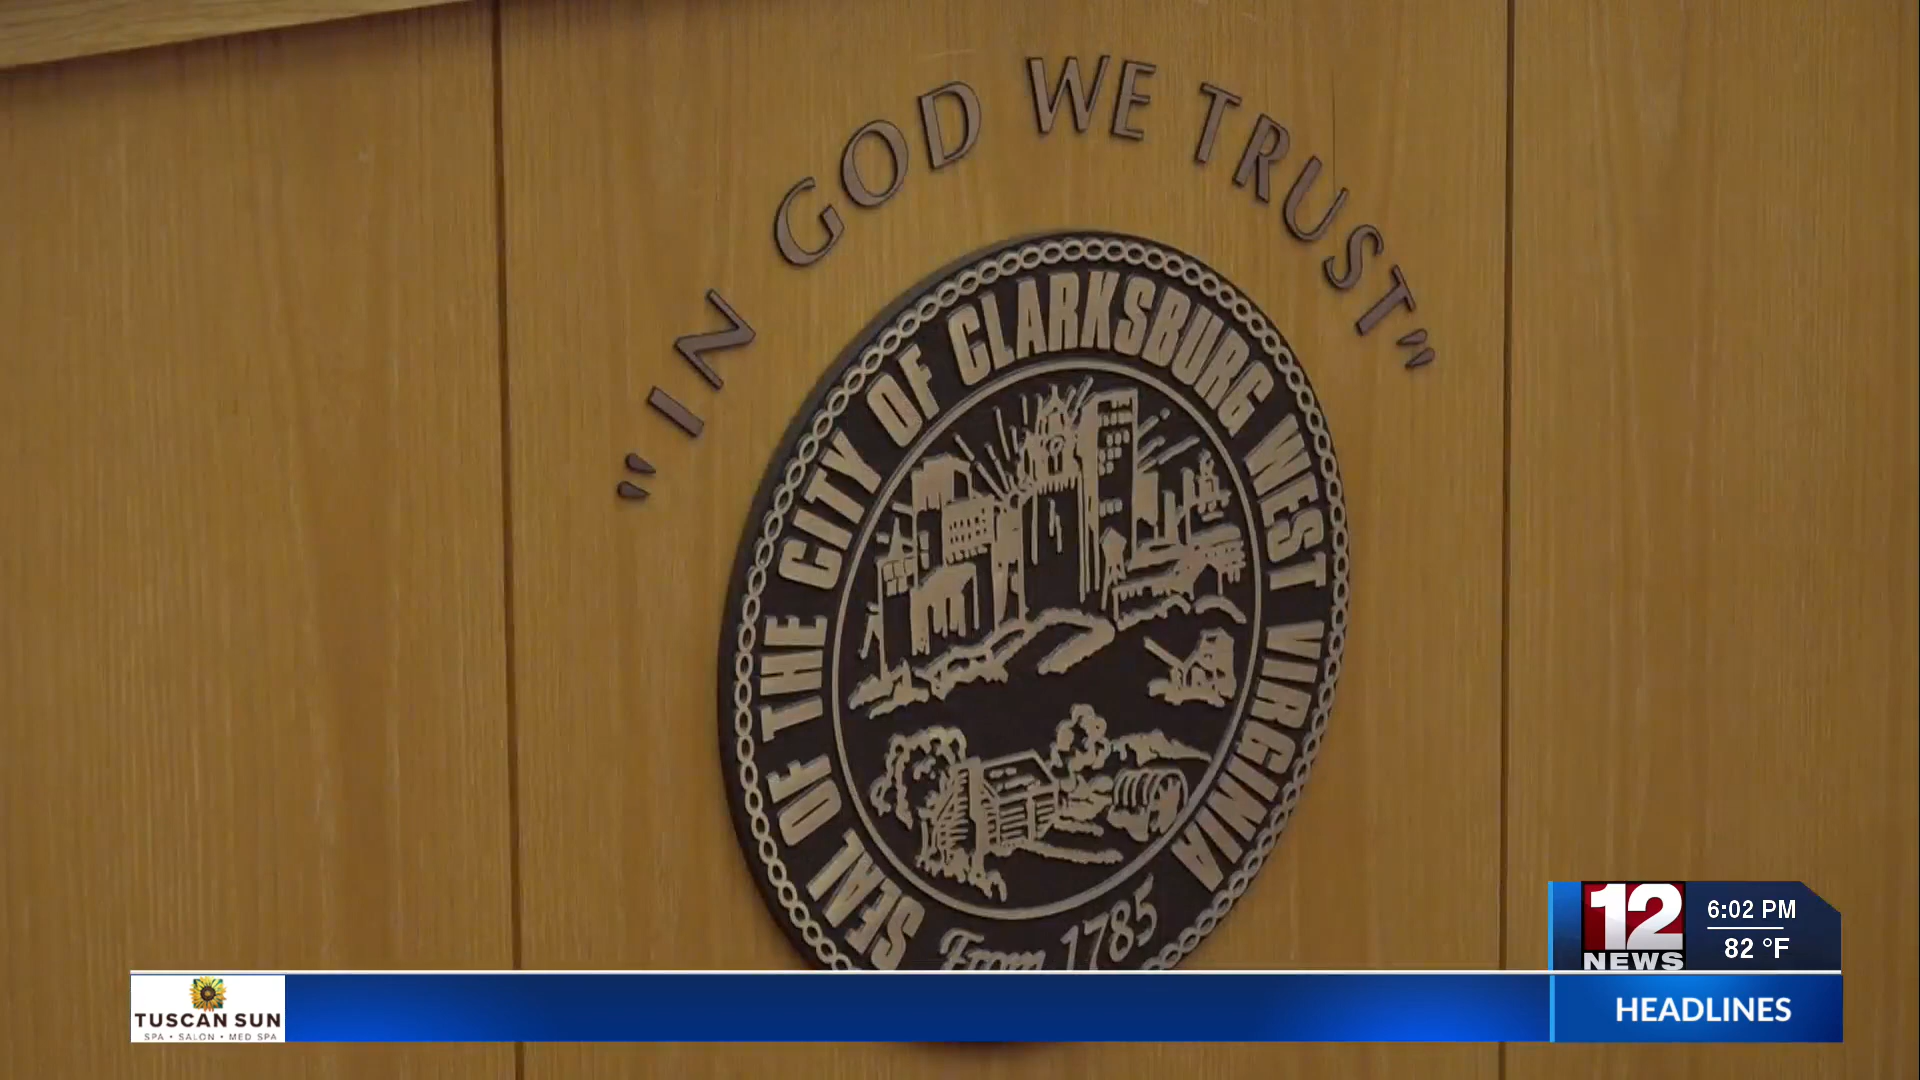 "IN GOD WE TRUST"
SEAL OF THE CITY OF CLARKSBURG WEST VIRGINIA
From 1785
12
NEWS
6:02 PM
82 °F
TUSCAN SUN
SPA • SALON • MED SPA
HEADLINES